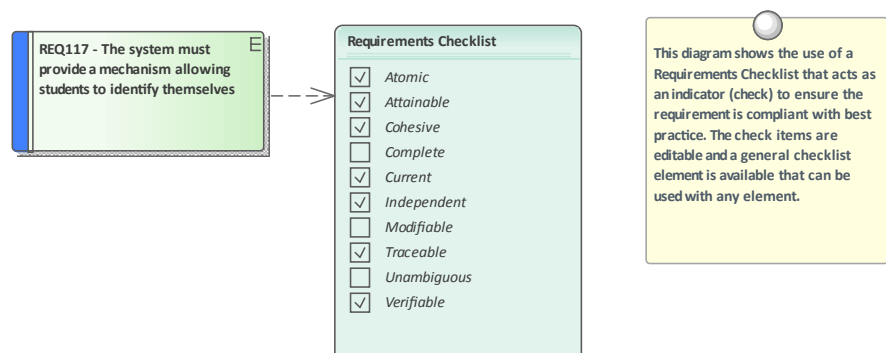 REQ117 - The system must
provide a mechanism allowing
students to identify themselves
Requirements Checklist
Atomic
Attainable
Cohesive
Complete
Current
Independent
Modifiable
Traceable
Unambiguous
Verifiable
This diagram shows the use of a
Requirements Checklist that acts as
an indicator (check) to ensure the
requirement is compliant with best
practice. The check items are
editable and a general checklist
element is available that can be
used with any element.